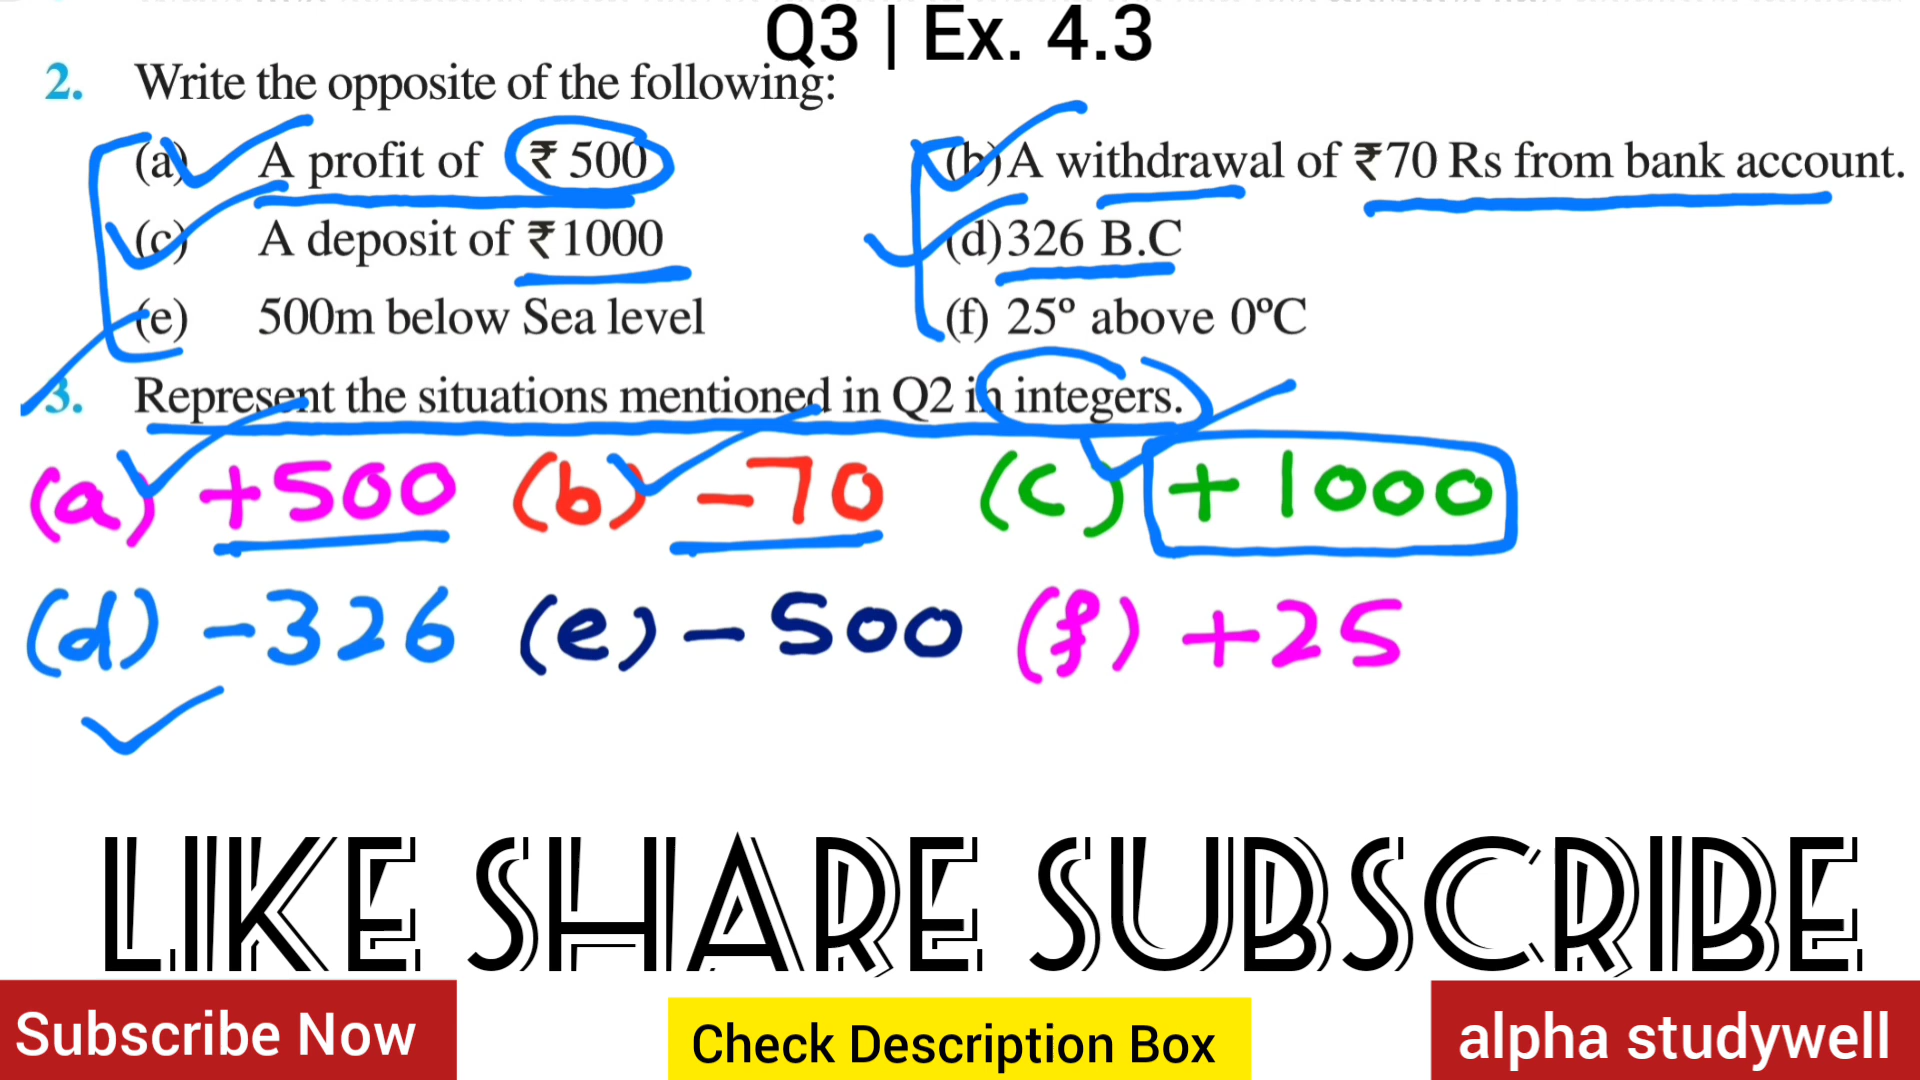 Q3 | Ex. 4.3
2. Write the opposite of the following:
(a) A profit of ₹ 500 (b) A withdrawal of ₹70 Rs from bank account.
(c) A deposit of ₹1000 (d) 326 B.C
(e) 500m below Sea level (f) 25º above 0ºC
3. Represent the situations mentioned in Q2 in integers.
(a) +500 (b) -70 (c) +1000
(d) -326 (e) -500 (f) +25
LIKE SHARE SUBSCRIBE
Subscribe Now Check Description Box alpha studywell